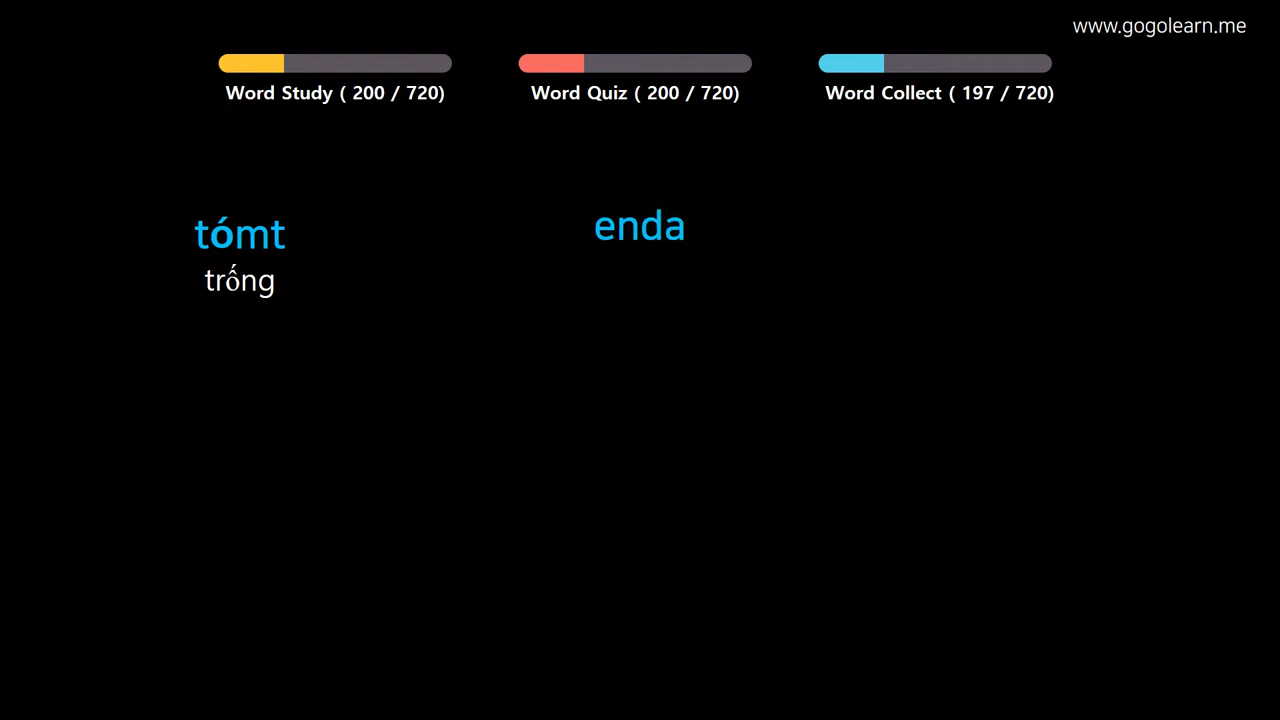 www.gogolearn.me
Word Study ( 200 / 720)
Word Quiz ( 200 / 720)
Word Collect ( 197 / 720)
tómt
trống
enda